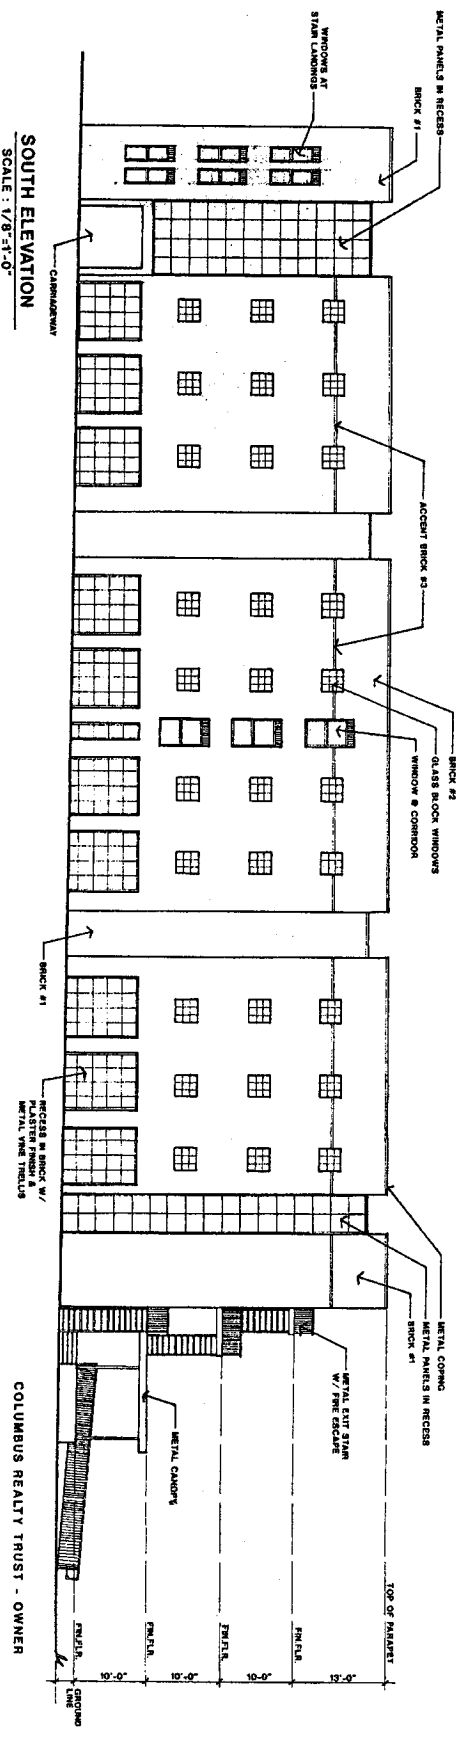 METAL PANELS IN RECESS
BRICK #1
WINDOWS AT
STAIR LANDINGS
ACCENT BRICK #3
BRICK #2
GLASS BLOCK WINDOWS
WINDOW @ CORRIDOR
METAL COPING
METAL PANELS IN RECESS
BRICK #1
METAL EXIT STAIR
W/ FIRE ESCAPE
METAL CANOPY
TOP OF PARAPET
13'-0"
FIN.FLR.
10'-0"
FIN.FLR.
10'-0"
FIN.FLR.
10'-0"
FIN.FLR.
GROUND
LINE
CARRIAGEWAY
BRICK #1
RECESS IN BRICK W/
PLASTER FINISH &
METAL VINE TRELLIS
SOUTH ELEVATION
SCALE : 1/8"=1'-0"
COLUMBUS REALTY TRUST - OWNER